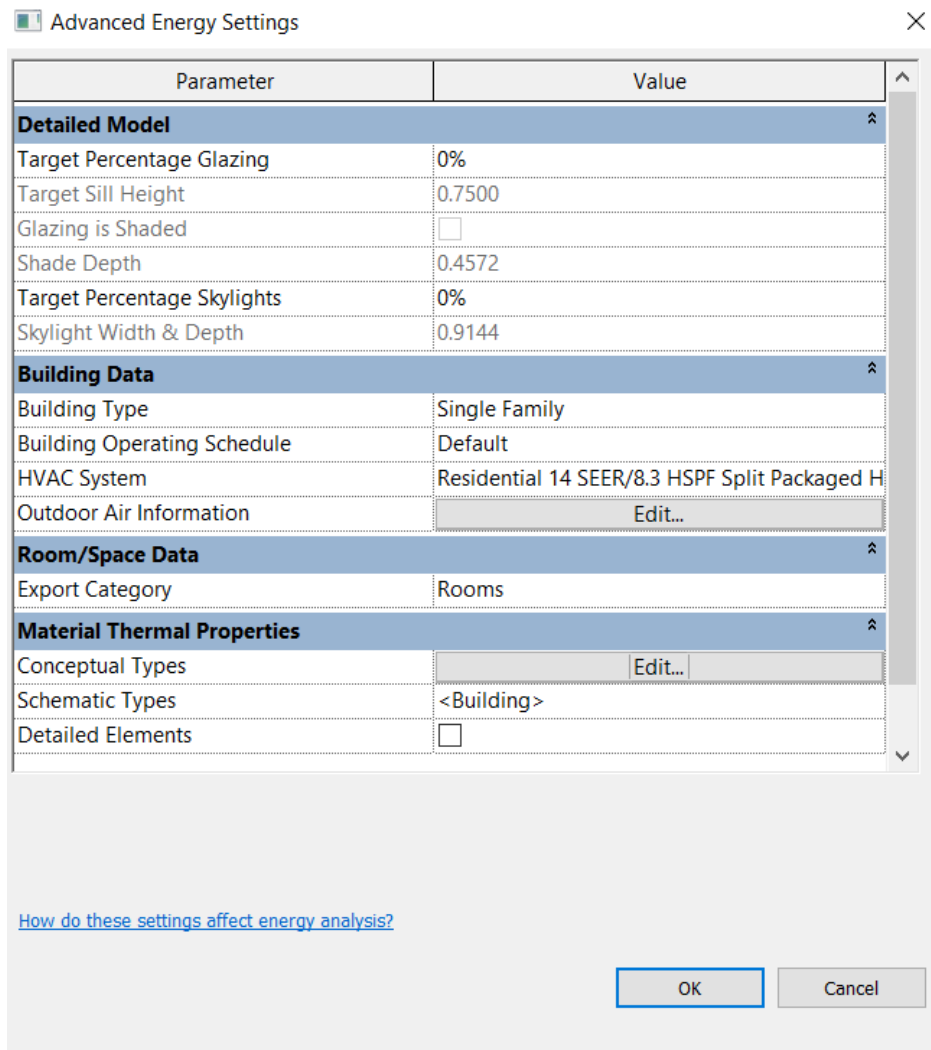 Advanced Energy Settings
Parameter Value
Detailed Model
Target Percentage Glazing 0%
Target Sill Height 0.7500
Glazing is Shaded
Shade Depth 0.4572
Target Percentage Skylights 0%
Skylight Width & Depth 0.9144
Building Data
Building Type Single Family
Building Operating Schedule Default
HVAC System Residential 14 SEER/8.3 HSPF Split Packaged H
Outdoor Air Information Edit...
Room/Space Data
Export Category Rooms
Material Thermal Properties
Conceptual Types Edit...
Schematic Types <Building>
Detailed Elements
How do these settings affect energy analysis?
OK Cancel